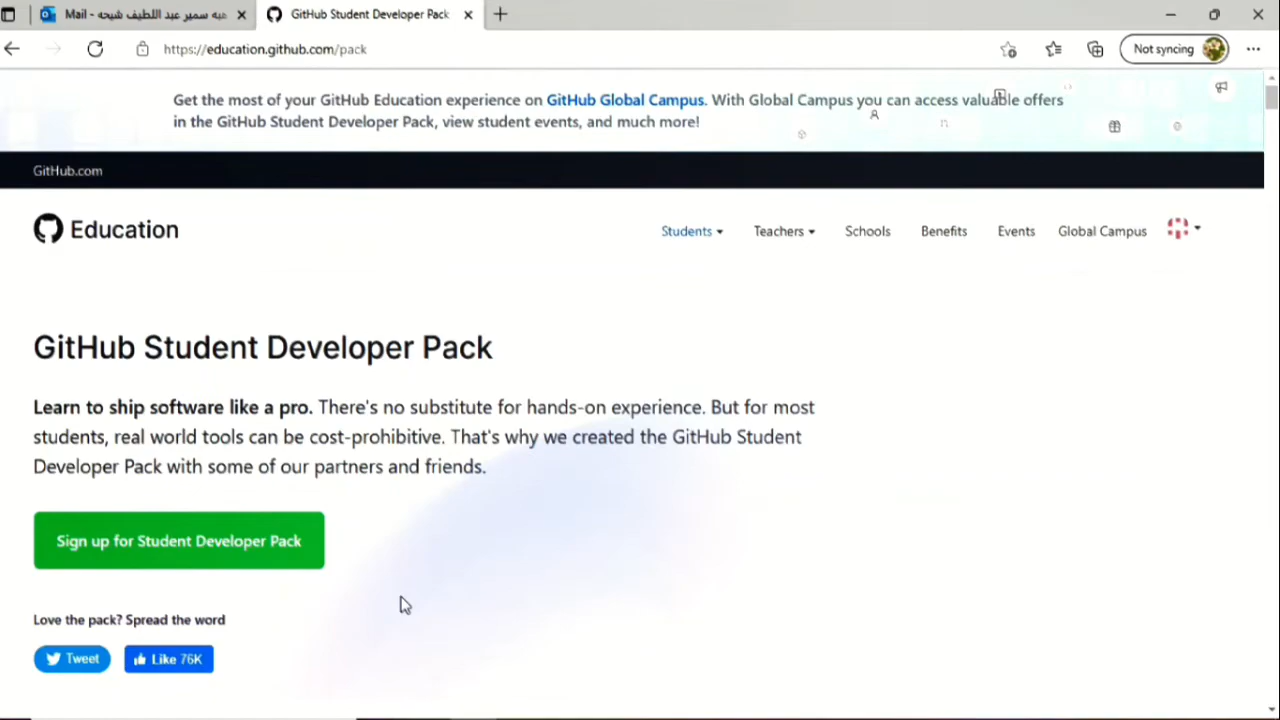 Mail - هبه سمير عبد اللطيف شيحه
GitHub Student Developer Pack
https://education.github.com/pack
Not syncing
Get the most of your GitHub Education experience on GitHub Global Campus. With Global Campus you can access valuable offers
in the GitHub Student Developer Pack, view student events, and much more!
GitHub.com
Education
Students
Teachers
Schools
Benefits
Events
Global Campus
GitHub Student Developer Pack
Learn to ship software like a pro. There's no substitute for hands-on experience. But for most
students, real world tools can be cost-prohibitive. That's why we created the GitHub Student
Developer Pack with some of our partners and friends.
Sign up for Student Developer Pack
Love the pack? Spread the word
Tweet
Like 76K